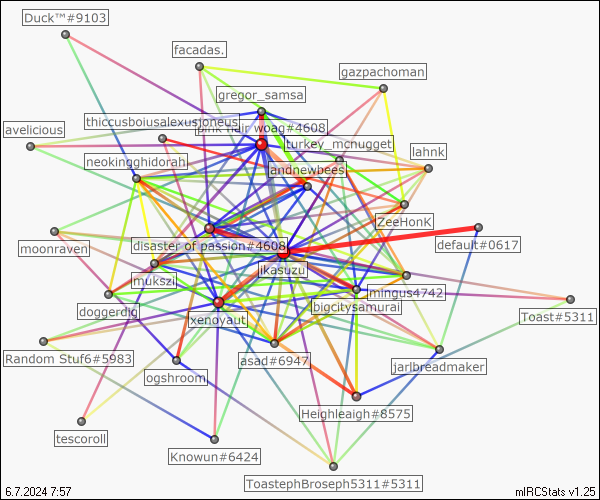 Duck™#9103
facadas.
gazpachoman
gregor_samsa
thiccusboiusalexusjoneus
pink hair woag#4608
avelicious
turkey_mcnugget
lahnk
neokingghidorah
andnewbees
ZeeHonK
disaster of passion#4608
default#0617
moonraven
ikasuzu
jmukszi
mingus4742
bigcitysamurai
doggerdig
xenoyaut
Toast#5311
Random Stuf6#5983
asad#6947
jarlbreadmaker
ogshroom
Heighleaigh#8575
tescoroll
Knowun#6424
ToastephBroseph5311#5311
6.7.2024 7:57
mIRCStats v1.25